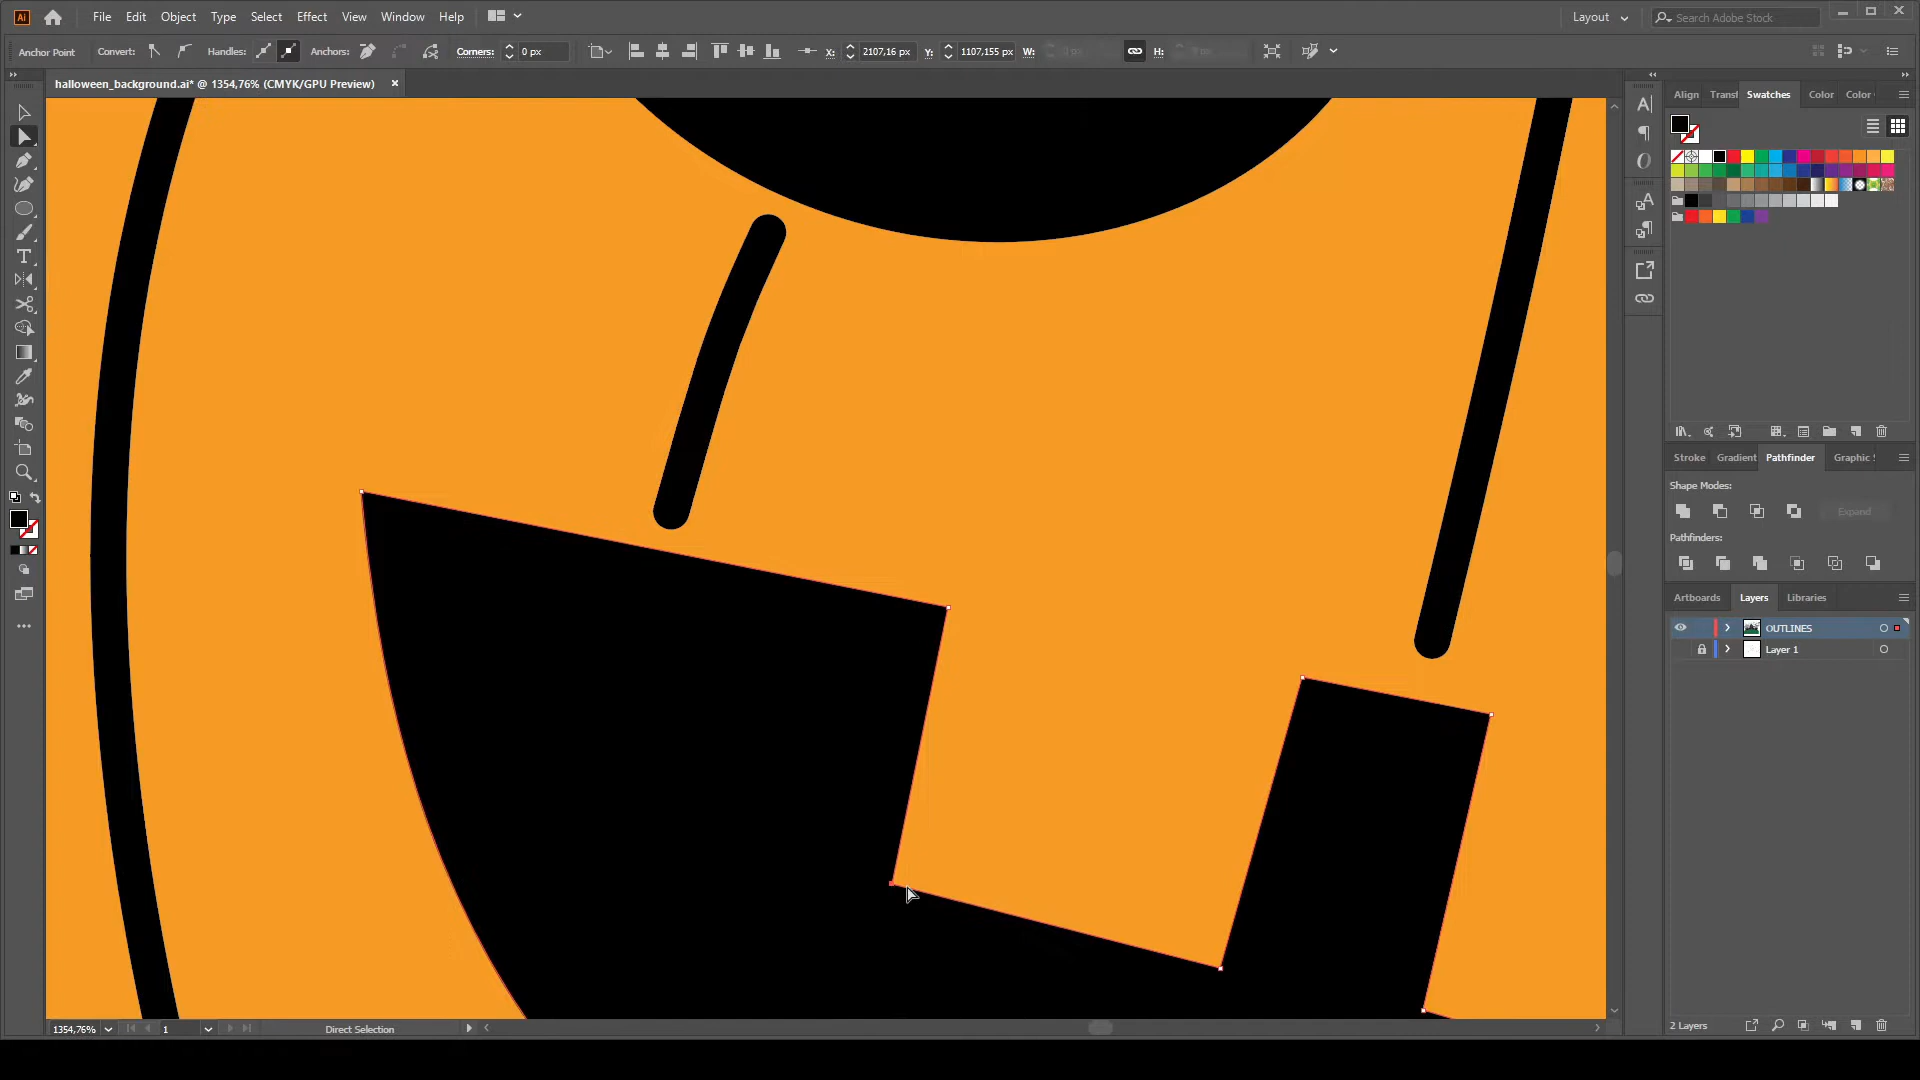 Ai File Edit Object Type Select Effect View Window Help Layout Search Adobe Stock
Anchor Point Convert: Handles: Anchors: Corners: 0 px X: 2107,16 px Y: 1107,155 px W: H:
halloween_background.ai* @ 1354,76% (CMYK/GPU Preview)
Align Transf Swatches Color Color
Stroke Gradient Pathfinder Graphic
Shape Modes:
Expand
Pathfinders:
Artboards Layers Libraries
OUTLINES
Layer 1
2 Layers
1354,76% 1 Direct Selection